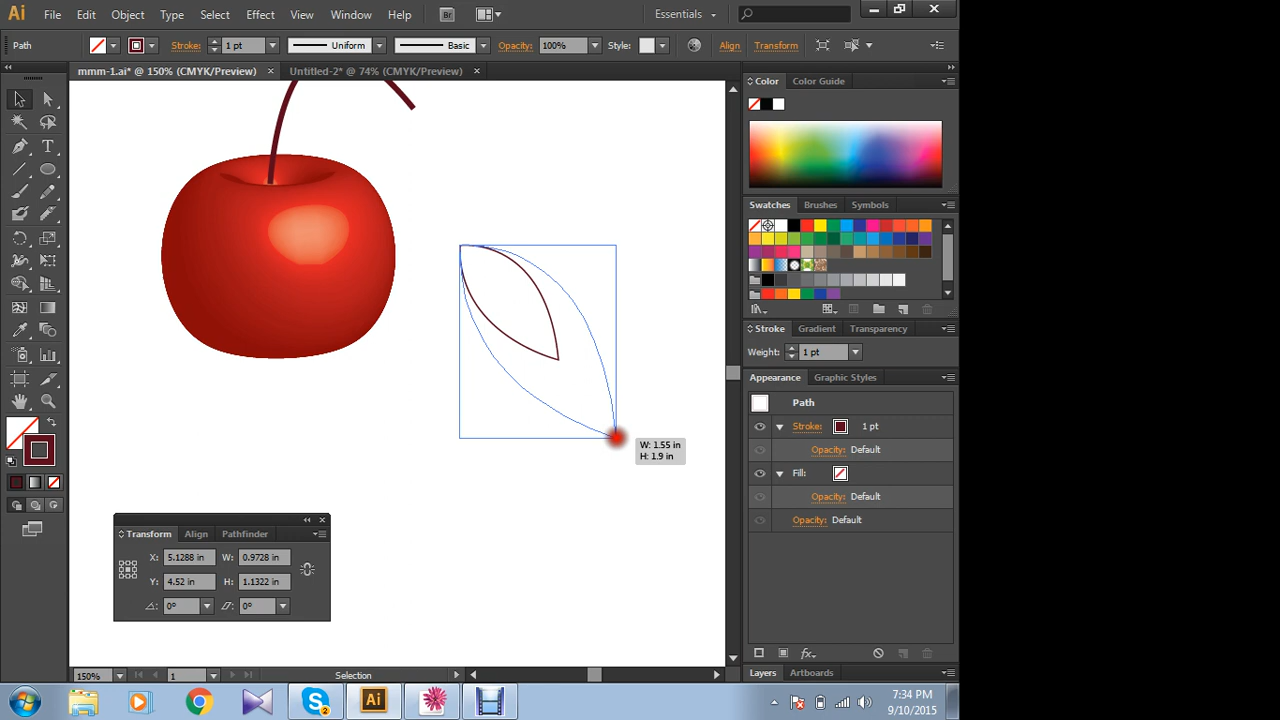 Ai File Edit Object Type Select Effect View Window Help Br Essentials
Path Stroke: 1 pt Uniform Basic Opacity: 100% Style: Align Transform
mmm-1.ai* @ 150% (CMYK/Preview) × Untitled-2* @ 74% (CMYK/Preview) ×
Color Color Guide
Swatches Brushes Symbols
Stroke Gradient Transparency
Weight: 1 pt
Appearance Graphic Styles
Path
Stroke: 1 pt
Opacity: Default
Fill:
Opacity: Default
Opacity: Default
W: 1.55 in
H: 1.9 in
Transform Align Pathfinder
X: 5.1288 in W: 0.9728 in
Y: 4.52 in H: 1.1322 in
0° 0°
Layers Artboards
150% 1 Selection
2
Ai
7:34 PM
9/10/2015